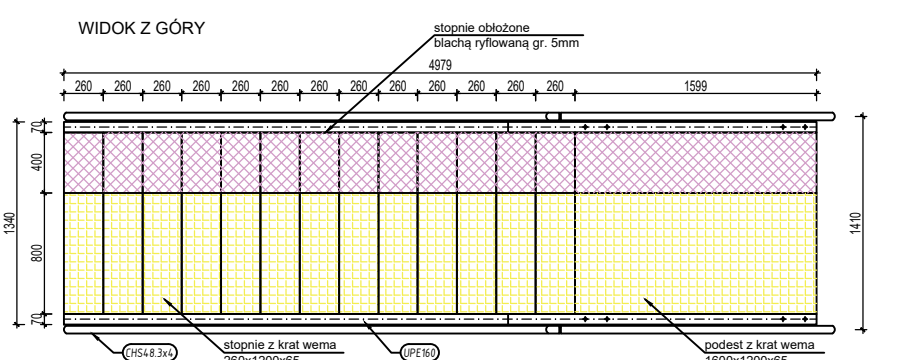 WIDOK Z GÓRY
stopnie obłożone
blachą ryflowaną gr. 5mm
4979
260 260 260 260 260 260 260 260 260 260 260 260 260 1599
70
400
1340
800
70
1410
CHS48.3x4
stopnie z krat wema
260x1200x65
UPE160
podest z krat wema
1600x1200x65